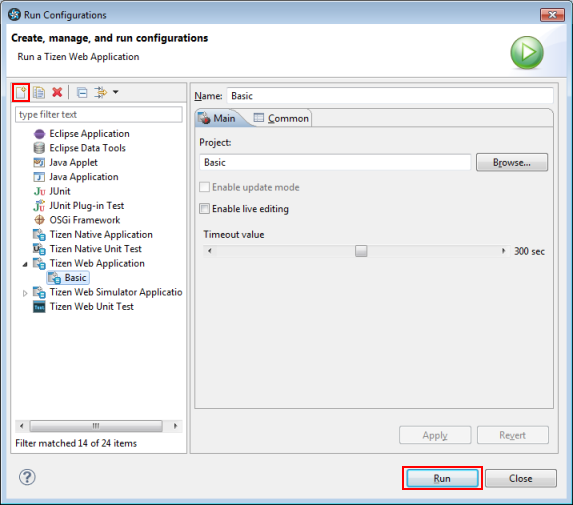 Run Configurations
Create, manage, and run configurations
Run a Tizen Web Application
type filter text
Eclipse Application
Eclipse Data Tools
Java Applet
Java Application
JUnit
JUnit Plug-in Test
OSGi Framework
Tizen Native Application
Tizen Native Unit Test
Tizen Web Application
Basic
Tizen Web Simulator Applicatio
Tizen Web Unit Test
Filter matched 14 of 24 items
Name: Basic
Main Common
Project:
Basic Browse...
Enable update mode
Enable live editing
Timeout value
300 sec
Apply Revert
Run Close